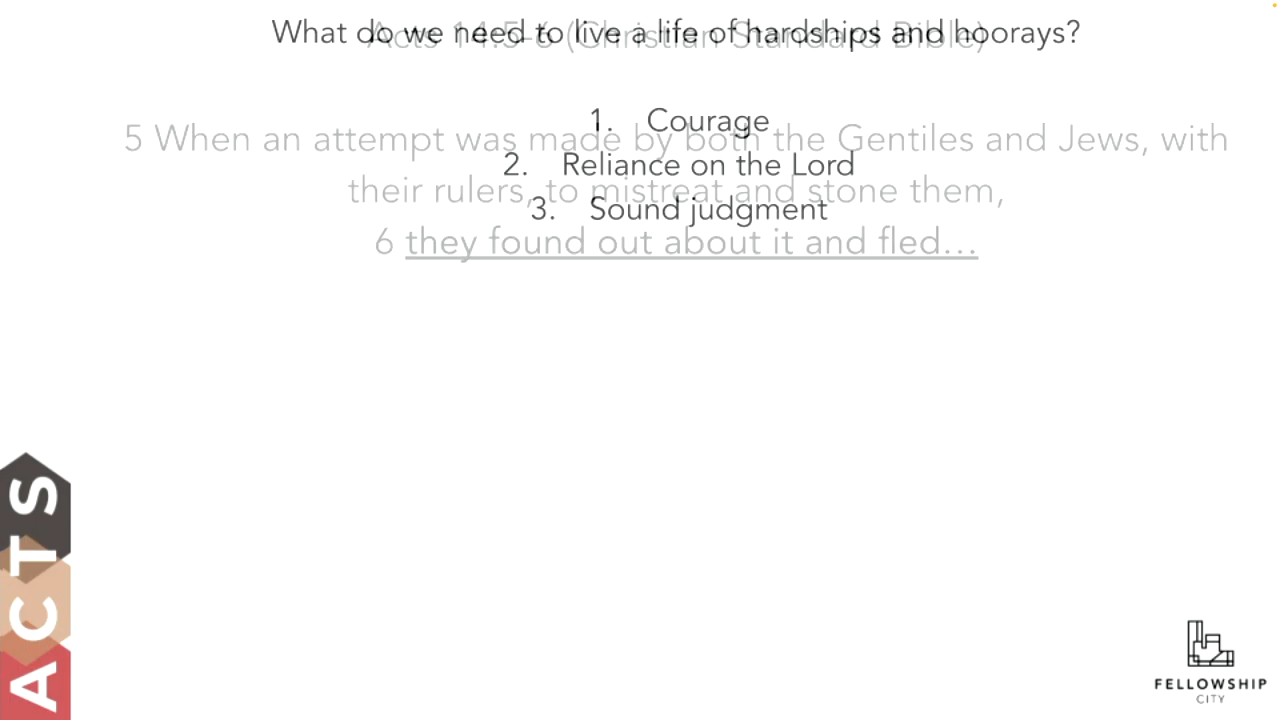 What do we need to live a life of hardships and hoorays?
Acts 14:5-6 (Christian Standard Bible)
1. Courage
2. Reliance on the Lord
3. Sound judgment
5 When an attempt was made by both the Gentiles and Jews, with
their rulers, to mistreat and stone them,
6 they found out about it and fled...
ACTS
FELLOWSHIP
CITY